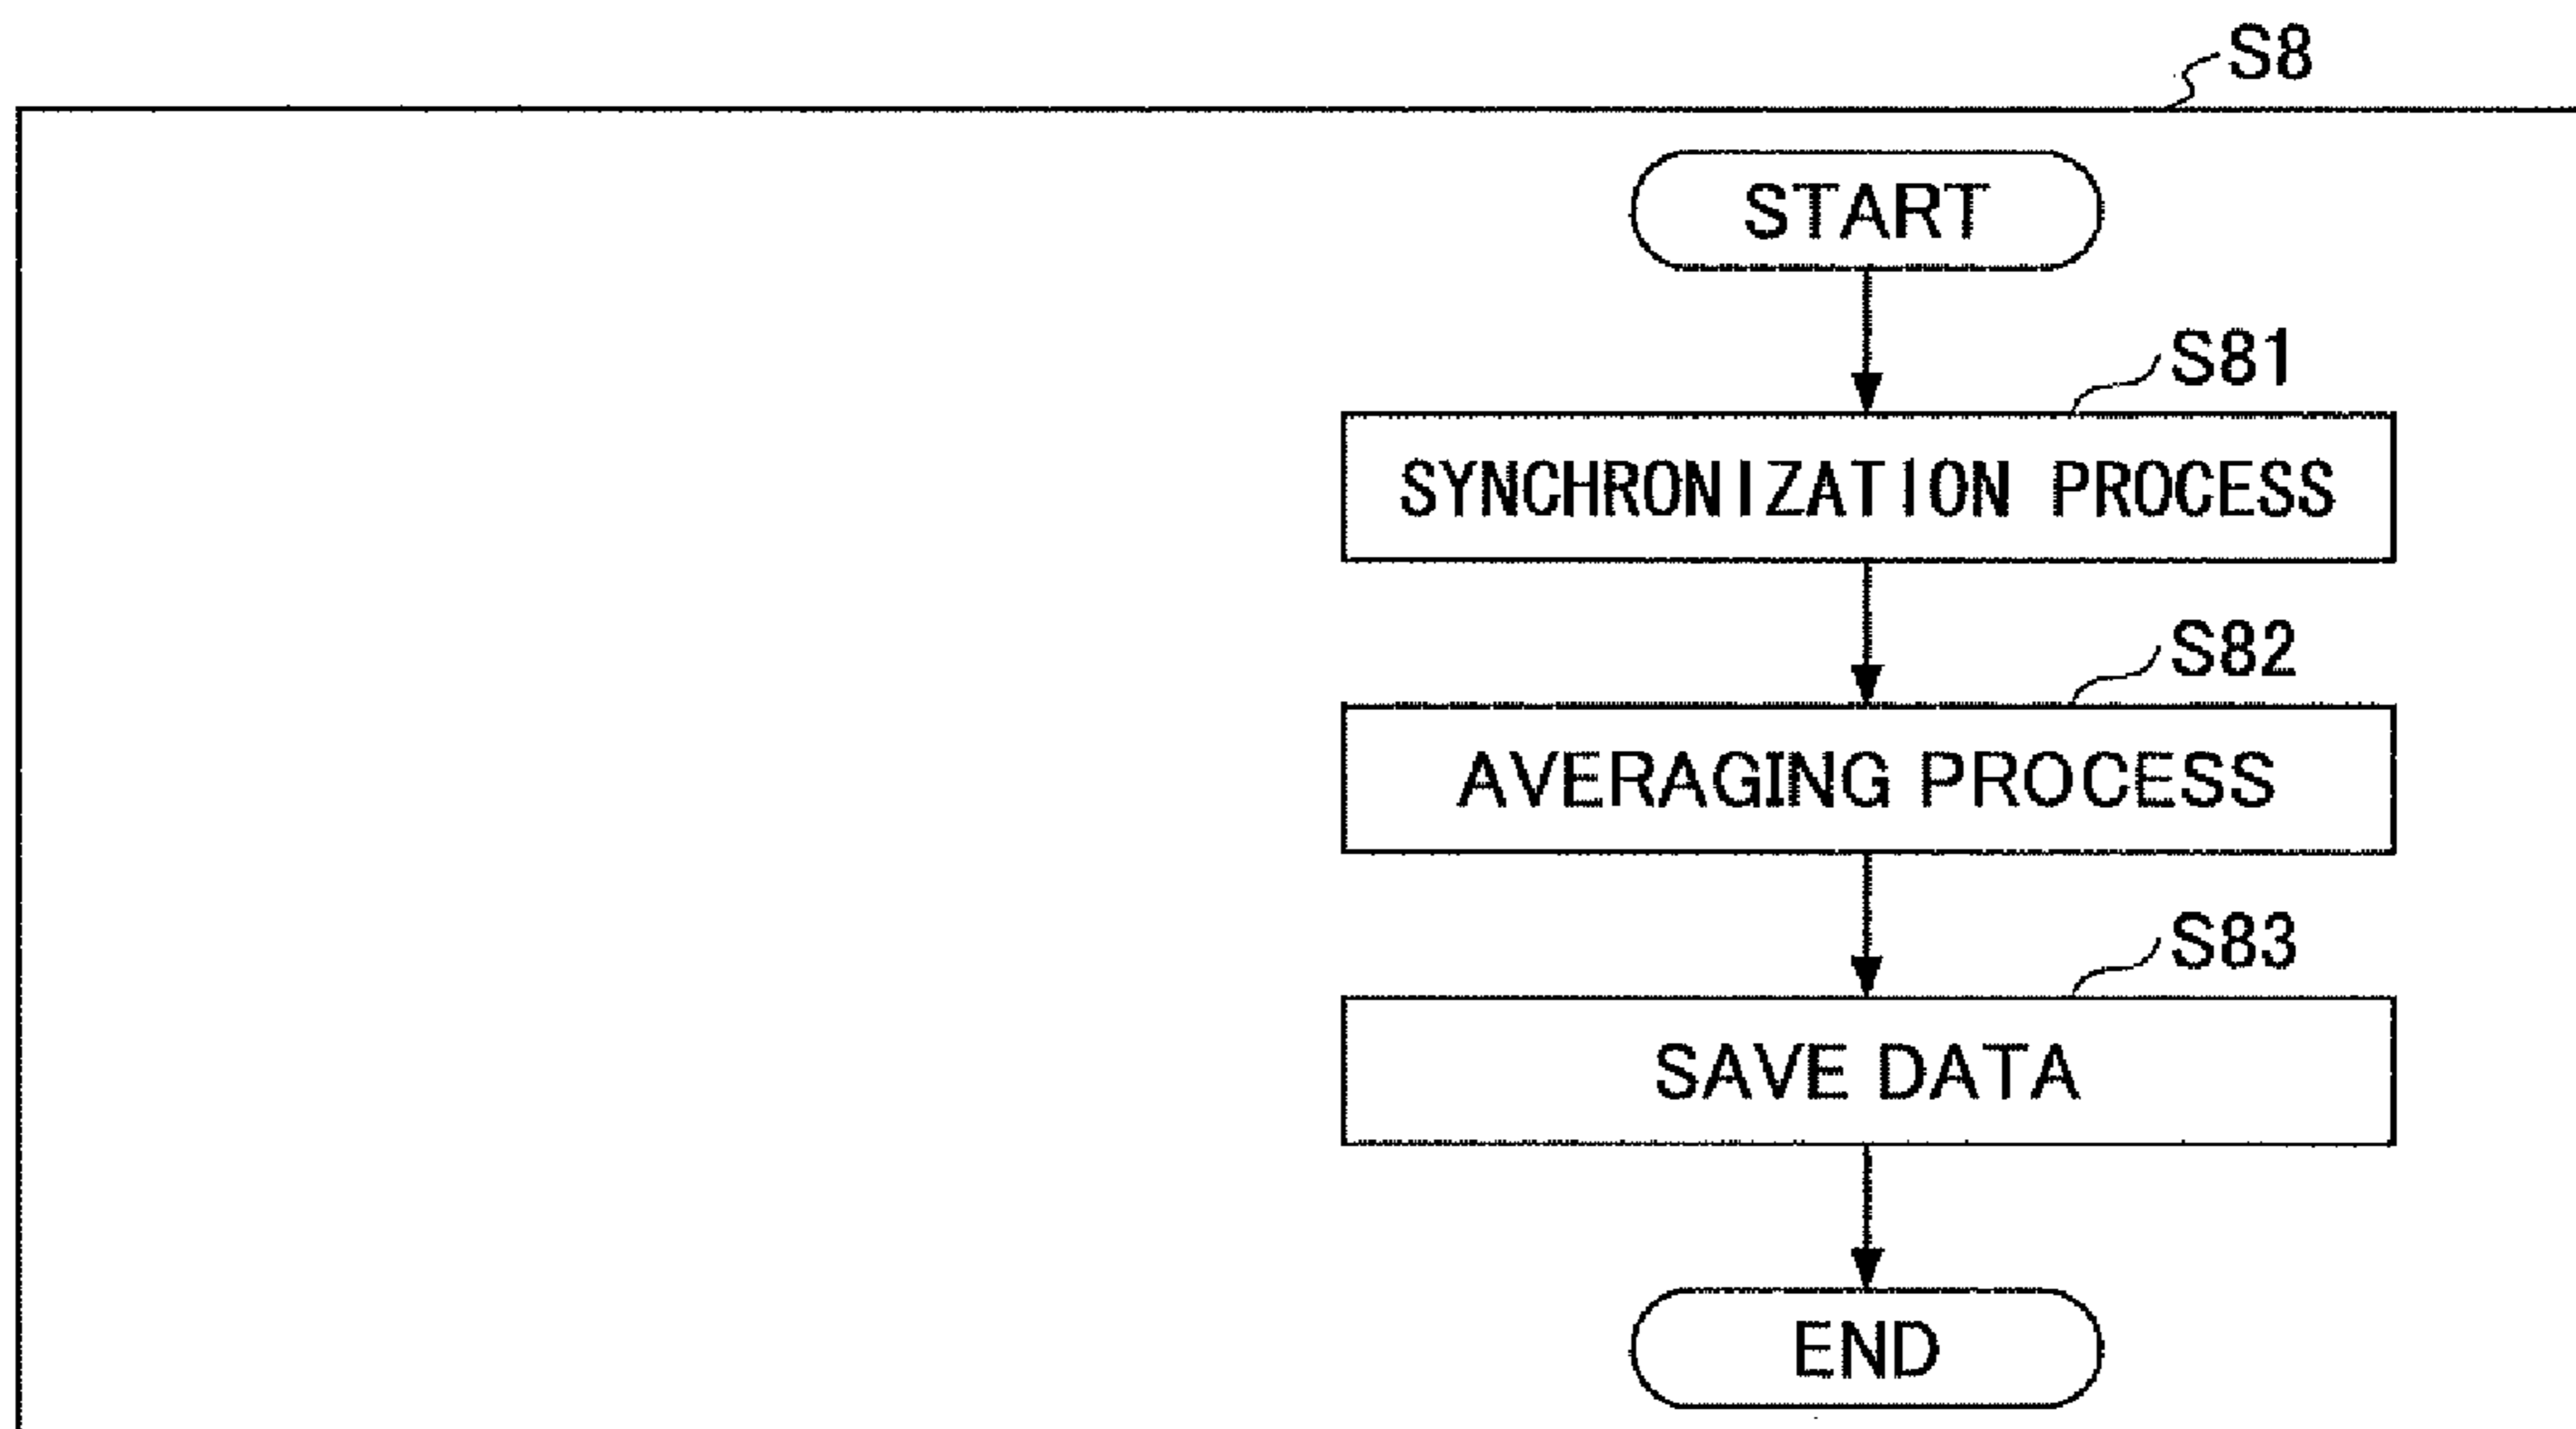 S8
START
S81
SYNCHRONIZATION PROCESS
S82
AVERAGING PROCESS
S83
SAVE DATA
END